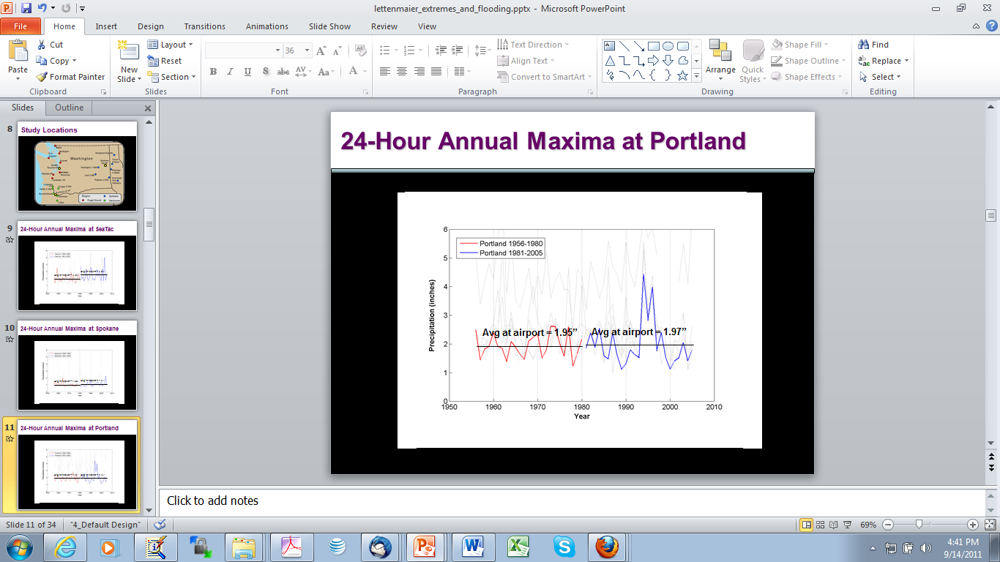 lettenmaier_extremes_and_flooding.pptx - Microsoft PowerPoint
File Home Insert Design Transitions Animations Slide Show Review View
Paste
Cut
Copy
Format Painter
Clipboard
New Slide
Layout
Reset
Section
Slides
36
B I U S abc AV Aa A
Font
Text Direction
Align Text
Convert to SmartArt
Paragraph
Arrange
Quick Styles
Shape Fill
Shape Outline
Shape Effects
Drawing
Find
Replace
Select
Editing
Slides Outline
8
Study Locations
Washington
9
24-Hour Annual Maxima at SeaTac
10
24-Hour Annual Maxima at Spokane
11
24-Hour Annual Maxima at Portland
24-Hour Annual Maxima at Portland
Portland 1956-1980
Portland 1981-2005
Precipitation (inches)
6
5
4
3
2
1
0
Avg at airport = 1.95”
Avg at airport = 1.97”
1950 1960 1970 1980 1990 2000 2010
Year
Click to add notes
Slide 11 of 34 "4_Default Design" 69%
4:41 PM
9/14/2011